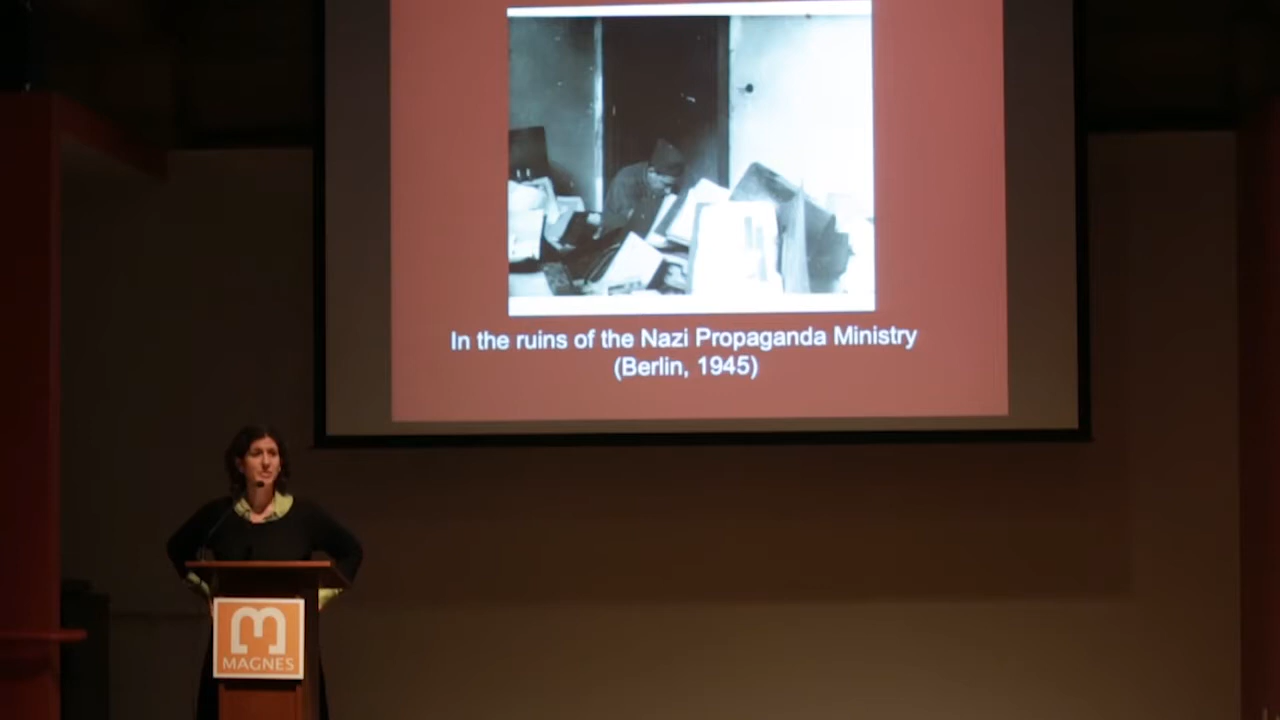 In the ruins of the Nazi Propaganda Ministry
(Berlin, 1945)
MAGNES